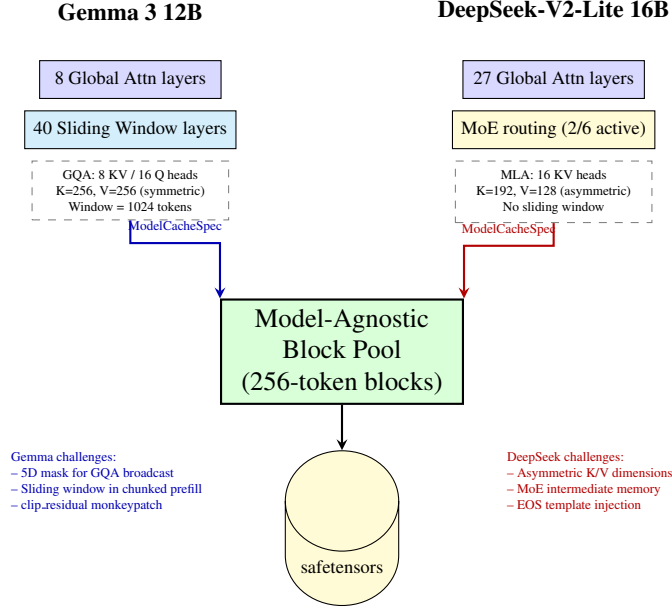 Gemma 3 12B
8 Global Attn layers
40 Sliding Window layers
GQA: 8 KV / 16 Q heads
K=256, V=256 (symmetric)
Window = 1024 tokens
ModelCacheSpec
DeepSeek-V2-Lite 16B
27 Global Attn layers
MoE routing (2/6 active)
MLA: 16 KV heads
K=192, V=128 (asymmetric)
No sliding window
ModelCacheSpec
Model-Agnostic
Block Pool
(256-token blocks)
Gemma challenges:
– 5D mask for GQA broadcast
– Sliding window in chunked prefill
– clip_residual monkeypatch
DeepSeek challenges:
– Asymmetric K/V dimensions
– MoE intermediate memory
– EOS template injection
safetensors